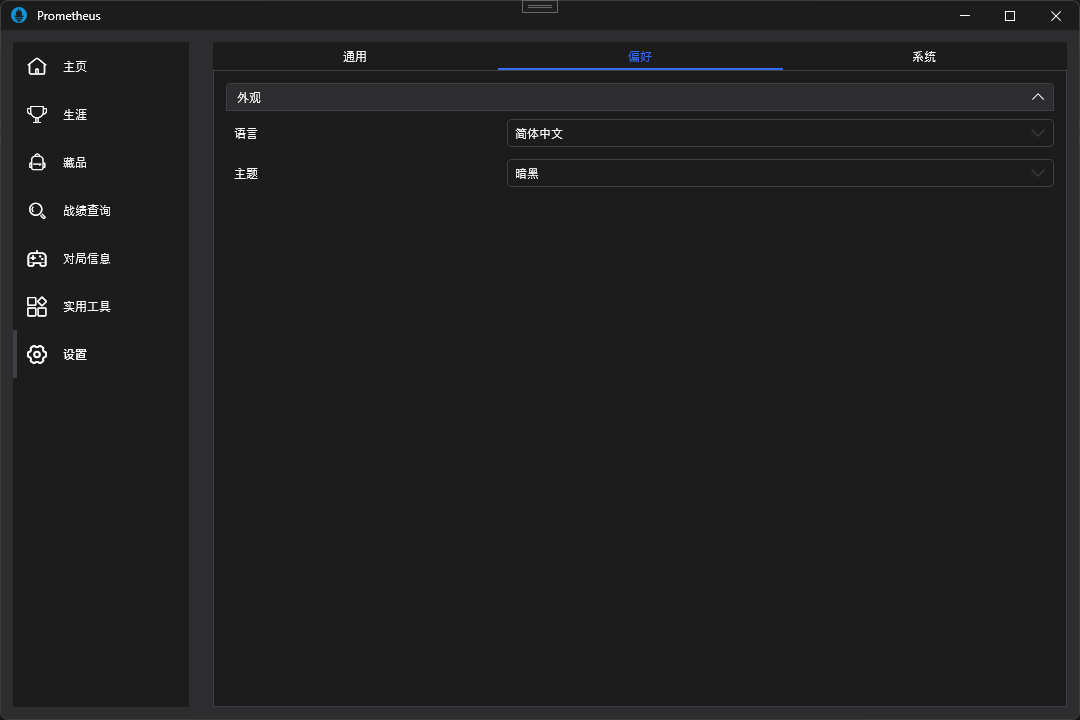 Prometheus
主页
生涯
藏品
战绩查询
对局信息
实用工具
设置
通用
偏好
系统
外观
语言
简体中文
主题
暗黑